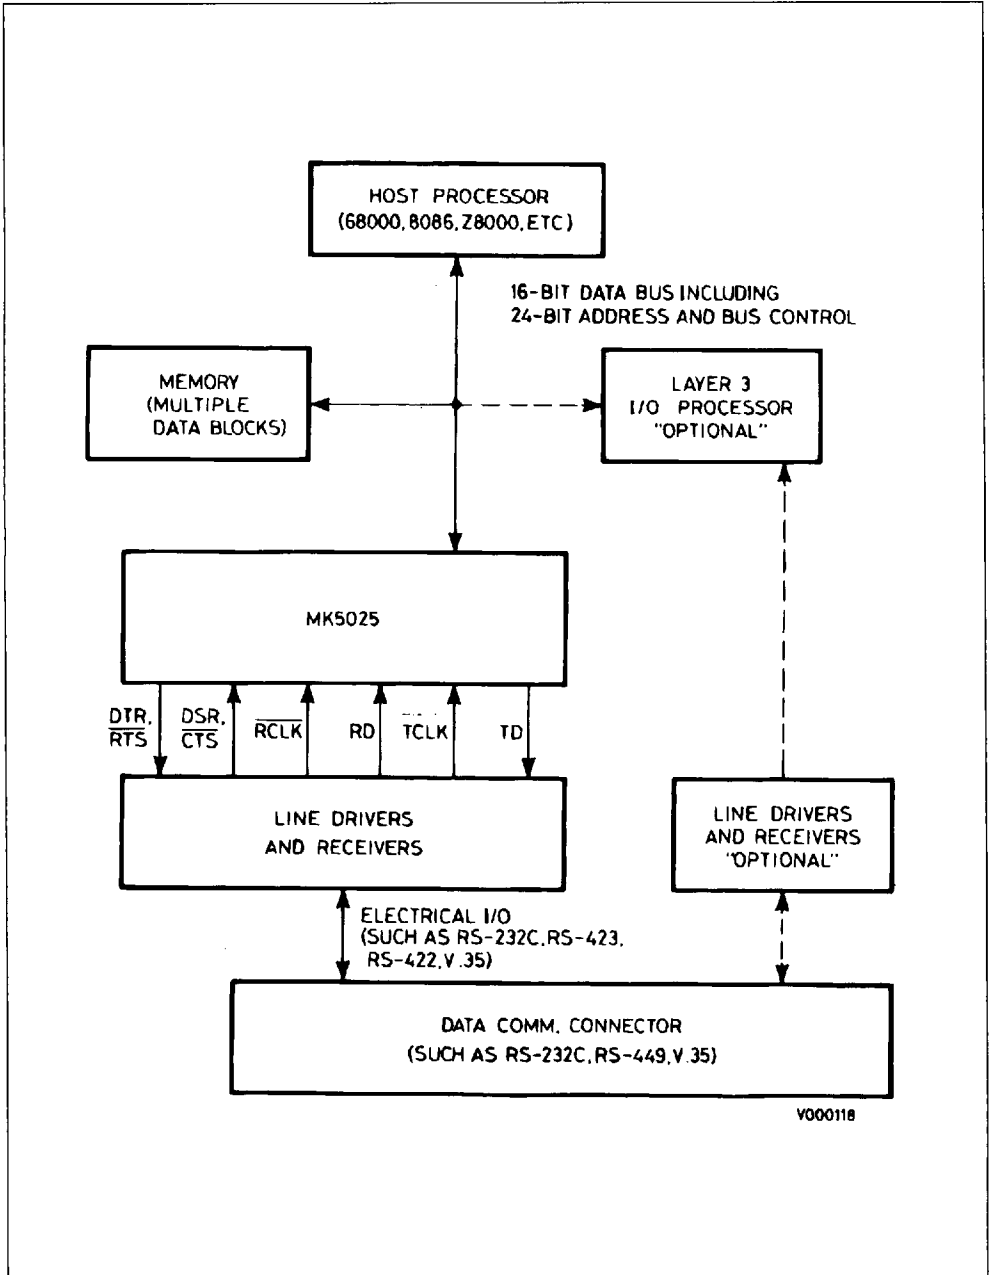 HOST PROCESSOR
(68000,8086,Z8000,ETC)
16-BIT DATA BUS INCLUDING
24-BIT ADDRESS AND BUS CONTROL
MEMORY
(MULTIPLE
DATA BLOCKS)
LAYER 3
I/O PROCESSOR
"OPTIONAL"
MK5025
DTR,
RTS
DSR,
CTS
RCLK
RD
TCLK
TD
LINE DRIVERS
AND RECEIVERS
LINE DRIVERS
AND RECEIVERS
"OPTIONAL"
ELECTRICAL I/O
(SUCH AS RS-232C,RS-423,
RS-422,V.35)
DATA COMM. CONNECTOR
(SUCH AS RS-232C,RS-449,V.35)
V000118